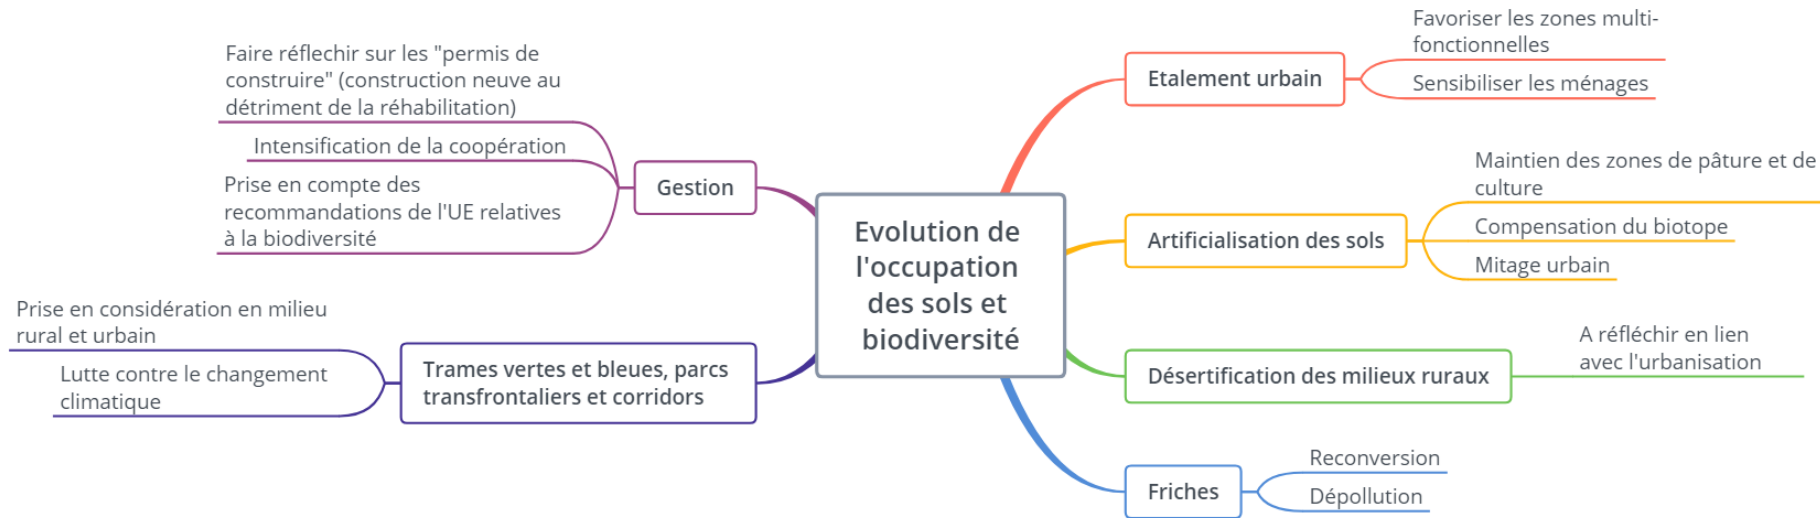 Faire réflechir sur les "permis de
construire" (construction neuve au
détriment de la réhabilitation)
Intensification de la coopération
Prise en compte des
recommandations de l'UE relatives
à la biodiversité
Gestion
Prise en considération en milieu
rural et urbain
Lutte contre le changement
climatique
Trames vertes et bleues, parcs
transfrontaliers et corridors
Evolution de
l'occupation
des sols et
biodiversité
Etalement urbain
Favoriser les zones multi-
fonctionnelles
Sensibiliser les ménages
Artificialisation des sols
Maintien des zones de pâture et de
culture
Compensation du biotope
Mitage urbain
Désertification des milieux ruraux
A réfléchir en lien
avec l'urbanisation
Friches
Reconversion
Dépollution